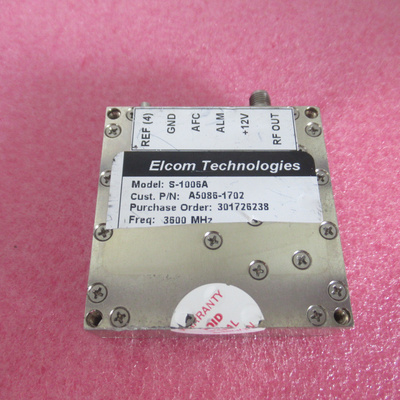 REF (4)
GND
AFC
ALM
+12V
RF OUT
Elcom Technologies
Model: S-1006A
Cust. P/N: A5086-1702
Purchase Order: 301726238
Freq: 3600 MHz